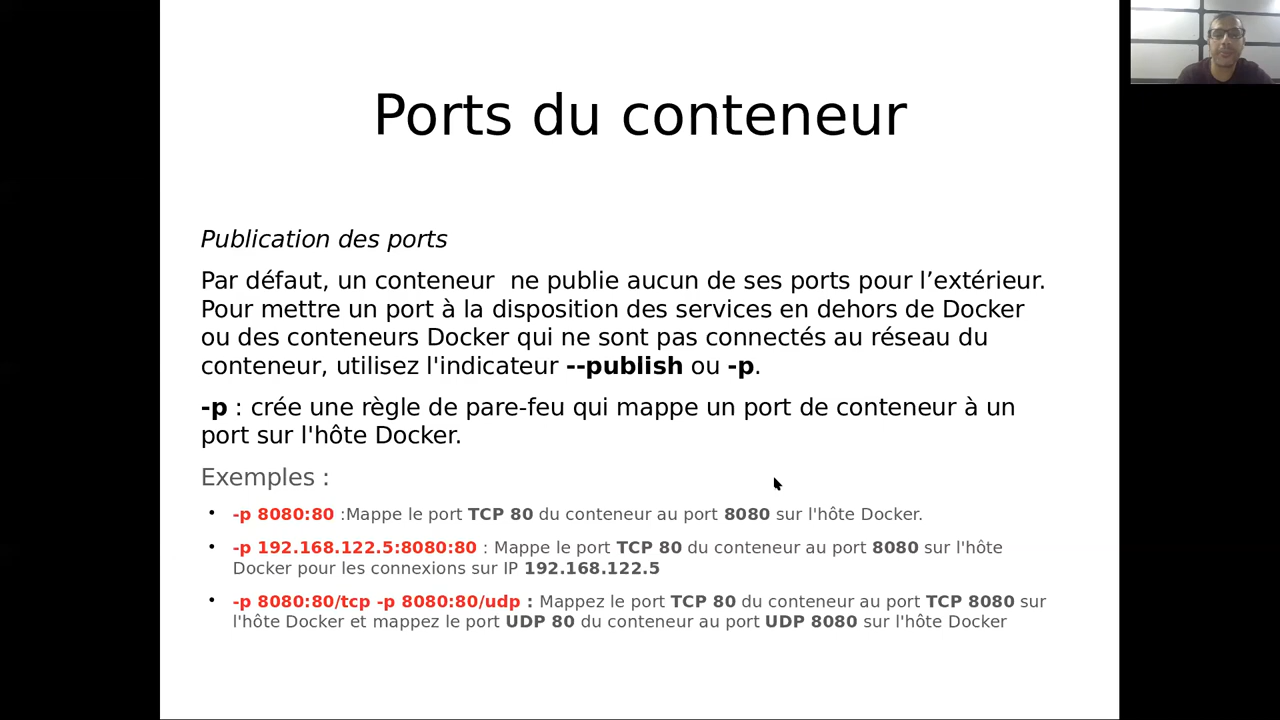 Ports du conteneur
Publication des ports
Par défaut, un conteneur  ne publie aucun de ses ports pour l’extérieur.
Pour mettre un port à la disposition des services en dehors de Docker
ou des conteneurs Docker qui ne sont pas connectés au réseau du
conteneur, utilisez l'indicateur --publish ou -p.
-p : crée une règle de pare-feu qui mappe un port de conteneur à un
port sur l'hôte Docker.
Exemples :
• -p 8080:80 :Mappe le port TCP 80 du conteneur au port 8080 sur l'hôte Docker.
• -p 192.168.122.5:8080:80 : Mappe le port TCP 80 du conteneur au port 8080 sur l'hôte
Docker pour les connexions sur IP 192.168.122.5
• -p 8080:80/tcp -p 8080:80/udp : Mappez le port TCP 80 du conteneur au port TCP 8080 sur
l'hôte Docker et mappez le port UDP 80 du conteneur au port UDP 8080 sur l'hôte Docker